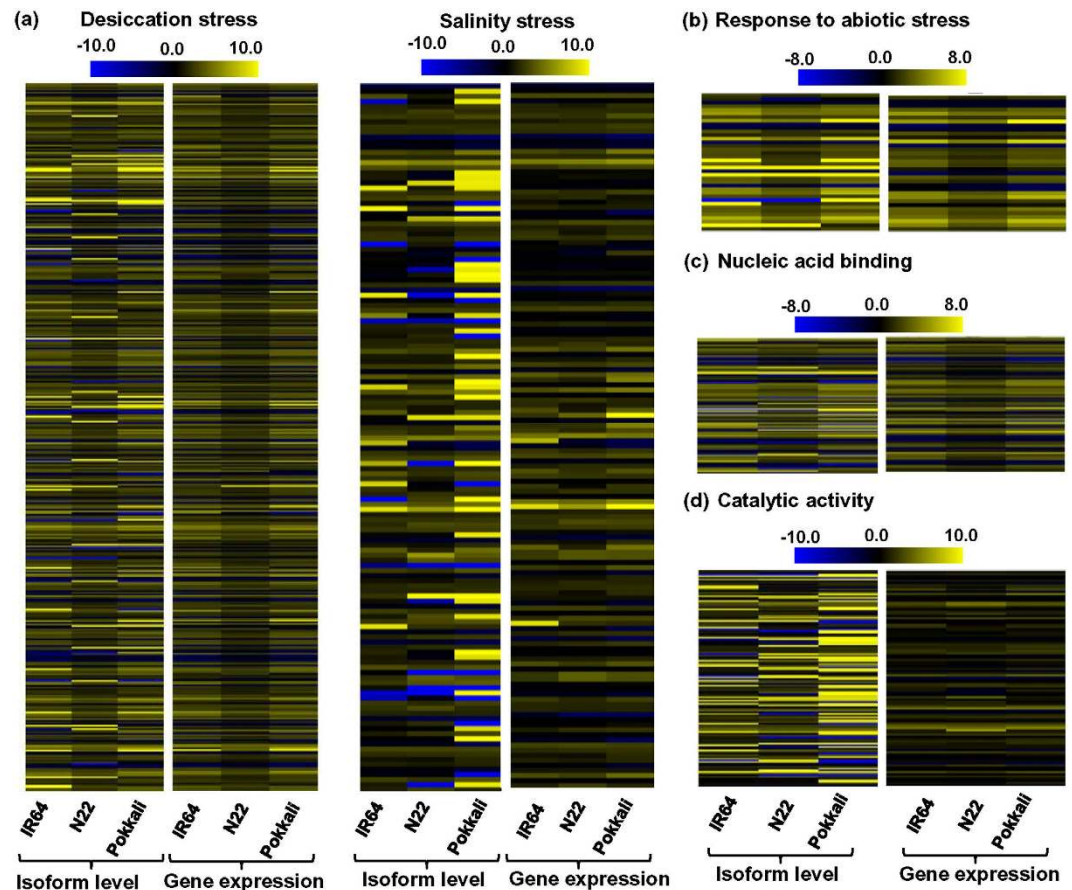 (a)
Desiccation stress
-10.0 0.0 10.0
IR64 N22 Pokkali IR64 N22 Pokkali
Isoform level Gene expression
Salinity stress
-10.0 0.0 10.0
IR64 N22 Pokkali IR64 N22 Pokkali
Isoform level Gene expression
(b) Response to abiotic stress
-8.0 0.0 8.0
(c) Nucleic acid binding
-8.0 0.0 8.0
(d) Catalytic activity
-10.0 0.0 10.0
IR64 N22 Pokkali IR64 N22 Pokkali
Isoform level Gene expression